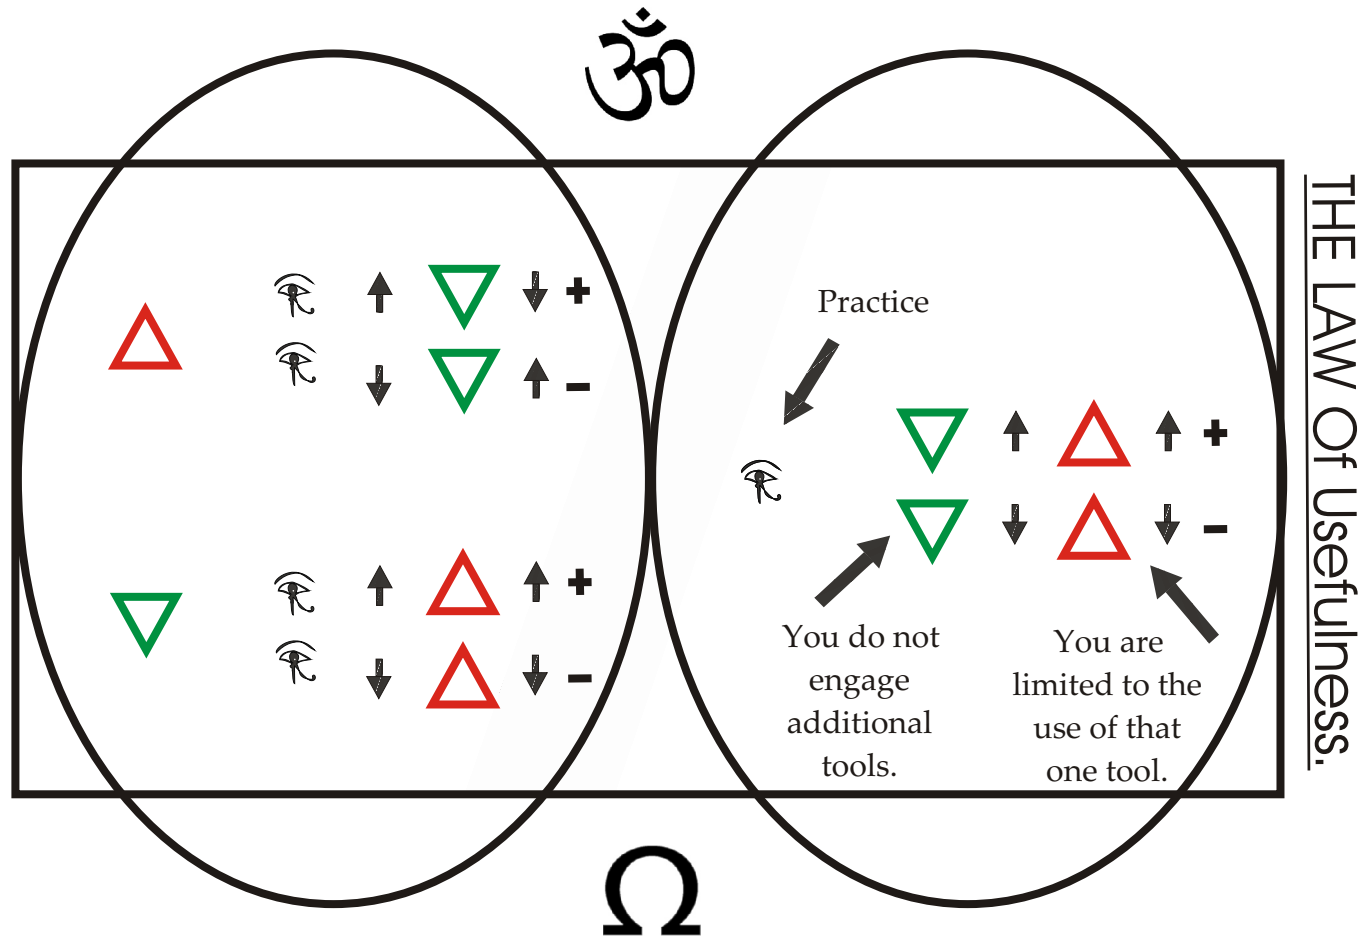 ॐ
+
−
+
−
Practice
+
−
You do not
engage
additional
tools.
You are
limited to the
use of that
one tool.
Ω
THE LAW Of Usefulness.